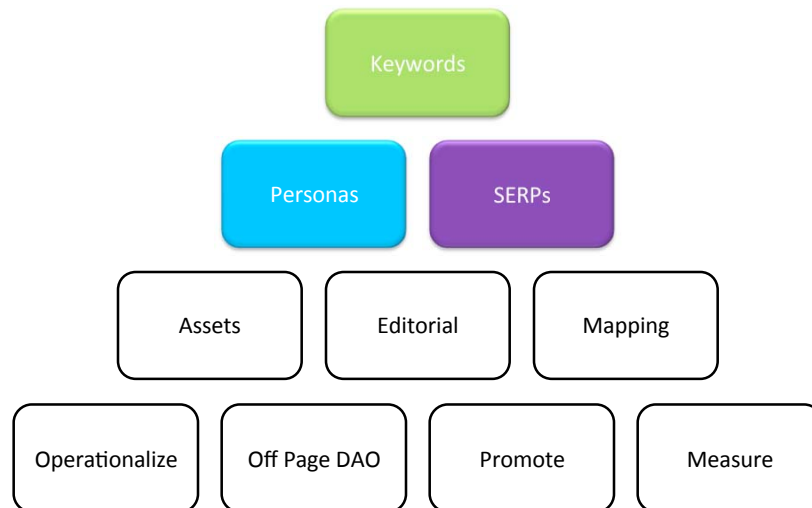 Keywords
Personas
SERPs
Assets
Editorial
Mapping
Operationalize
Off Page DAO
Promote
Measure